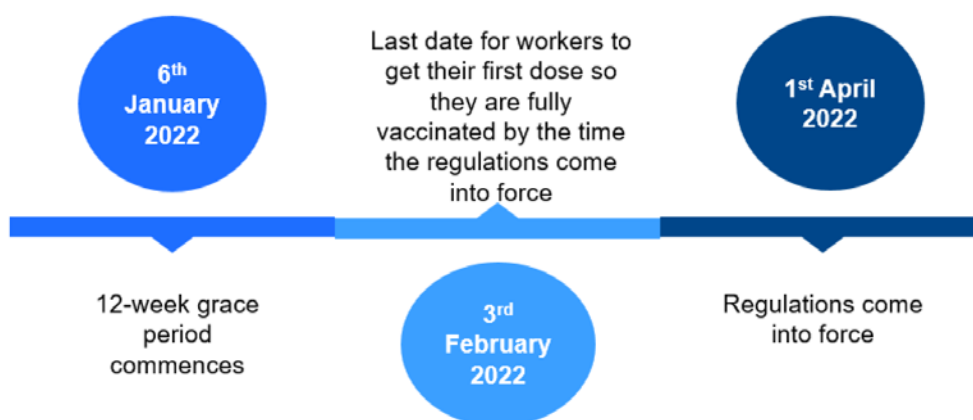 6th
January
2022
12-week grace
period
commences
Last date for workers to
get their first dose so
they are fully
vaccinated by the time
the regulations come
into force
3rd
February
2022
1st April
2022
Regulations come
into force